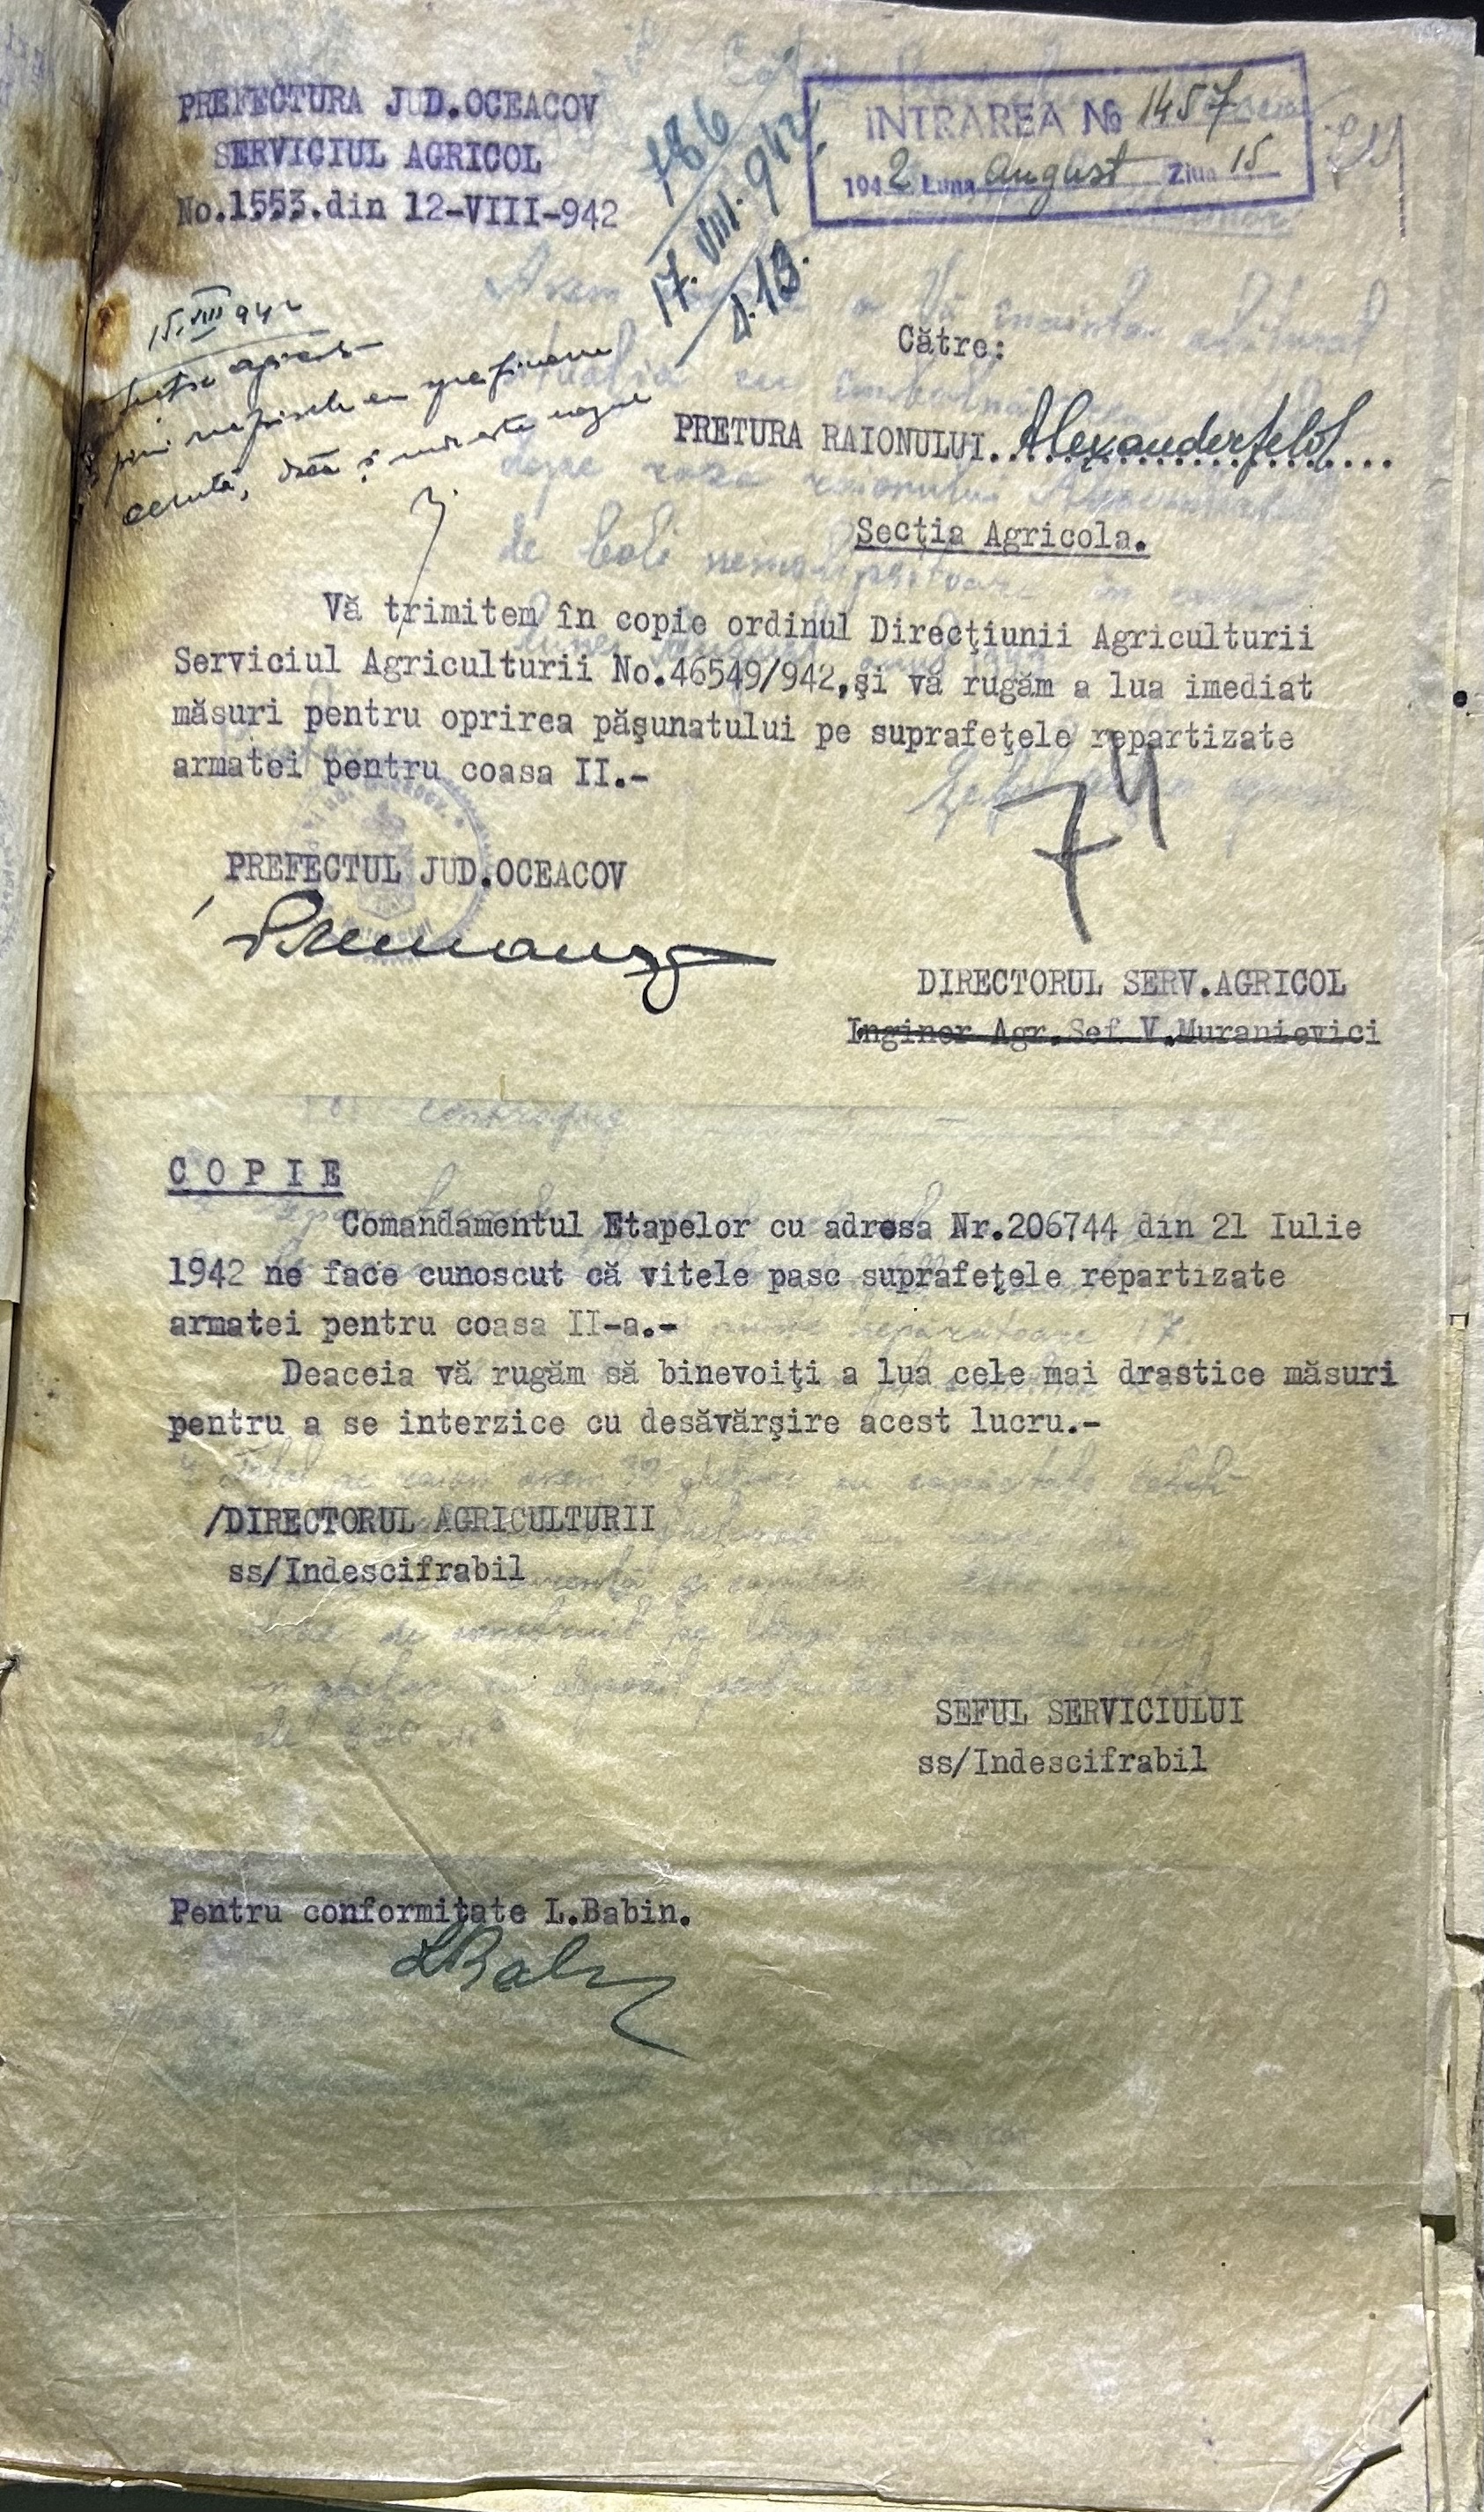 PREFECTURA JUD.OCEACOV
SERVICIUL AGRICOL
No.1553.din 12-VIII-942
786
17.VIII.942
4.13.
INTRAREA № 1457
1942 Luna August Ziua 15
15.VIII 942
Către:
PRETURA RAIONULUI.Alexanderfeld
Secţia Agricola.
Vă trimitem în copie ordinul Direcţiunii Agriculturii
Serviciul Agriculturii No.46549/942,şi vă rugăm a lua imediat
măsuri pentru oprirea păşunatului pe suprafeţele repartizate
armatei pentru coasa II.-
74
PREFECTUL JUD.OCEACOV
DIRECTORUL SERV.AGRICOL
Inginer Agr.Sef V.Muranievici
COPIE
Comandamentul Etapelor cu adresa Nr.206744 din 21 Iulie
1942 ne face cunoscut că vitele pasc suprafeţele repartizate
armatei pentru coasa II-a.-
Deaceia vă rugăm să binevoiţi a lua cele mai drastice măsuri
pentru a se interzice cu desăvărşire acest lucru.-
/DIRECTORUL AGRICULTURII
ss/Indescifrabil
SEFUL SERVICIULUI
ss/Indescifrabil
Pentru conformitate L.Babin.